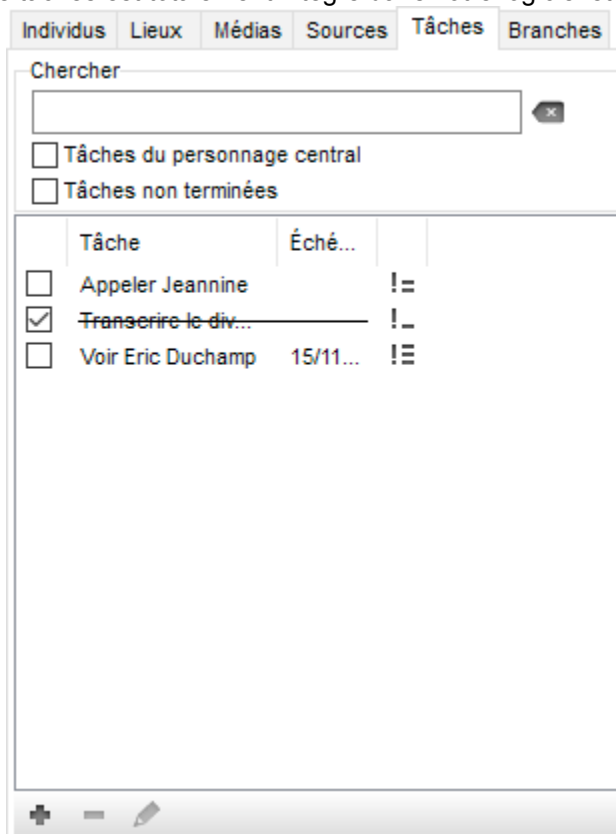 Individus Lieux Médias Sources Tâches Branches
Chercher
Tâches du personnage central
Tâches non terminées
Tâche Éché...
Appeler Jeannine
Transcrire le div...
Voir Eric Duchamp 15/11...